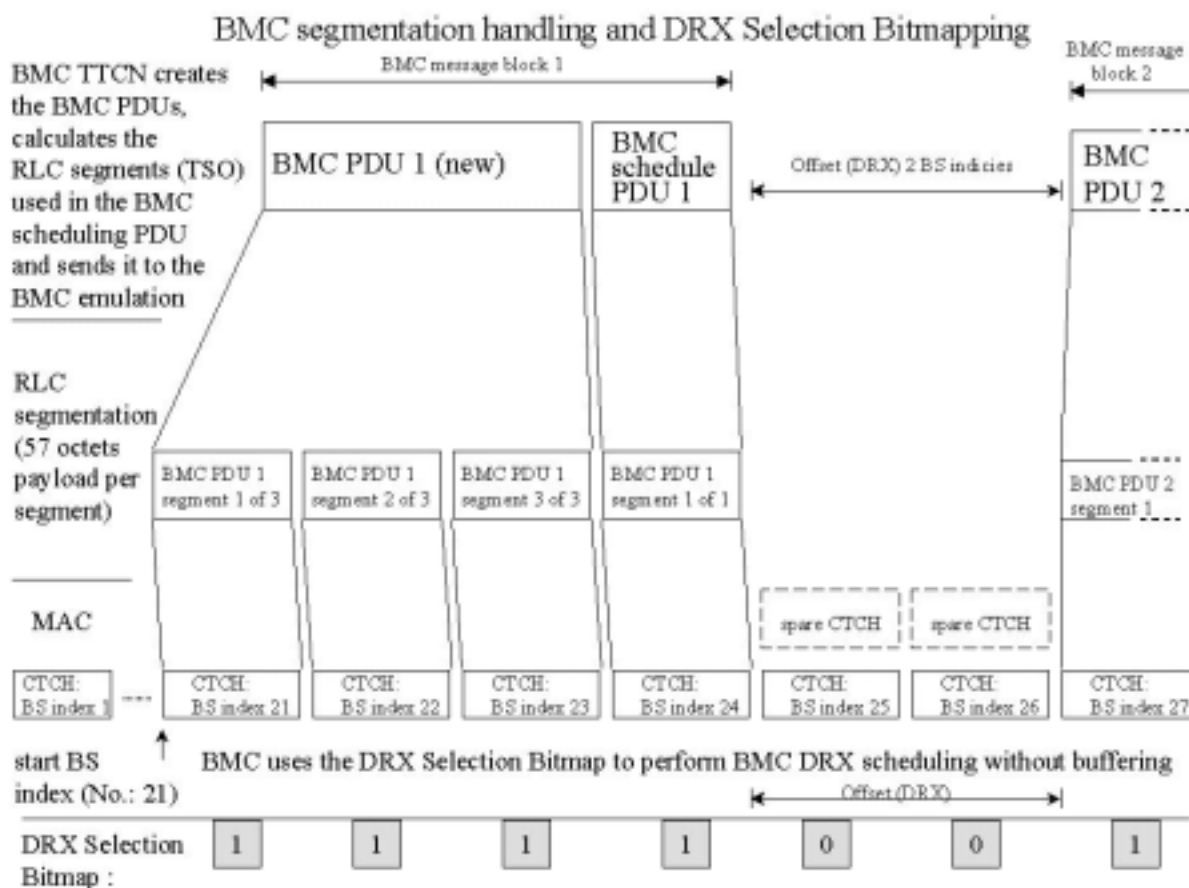 BMC segmentation handling and DRX Selection Bitmapping
BMC TTCN creates
the BMC PDUs,
calculates the
RLC segments (TSO)
used in the BMC
scheduling PDU
and sends it to the
BMC emulation
BMC message block 1
BMC message
block 2
BMC PDU 1 (new)
BMC
schedule
PDU 1
Offset (DRX) 2 BS indicies
BMC
PDU 2
RLC
segmentation
(57 octets
payload per
segment)
BMC PDU 1
segment 1 of 3
BMC PDU 1
segment 2 of 3
BMC PDU 1
segment 3 of 3
BMC PDU 1
segment 1 of 1
BMC PDU 2
segment 1
MAC
spare CTCH
spare CTCH
CTCH:
BS index 1
CTCH:
BS index 21
CTCH:
BS index 22
CTCH:
BS index 23
CTCH:
BS index 24
CTCH:
BS index 25
CTCH:
BS index 26
CTCH:
BS index 27
start BS
index (No.: 21)
BMC uses the DRX Selection Bitmap to perform BMC DRX scheduling without buffering
Offset (DRX)
DRX Selection
Bitmap :
1 1 1 1 0 0 1